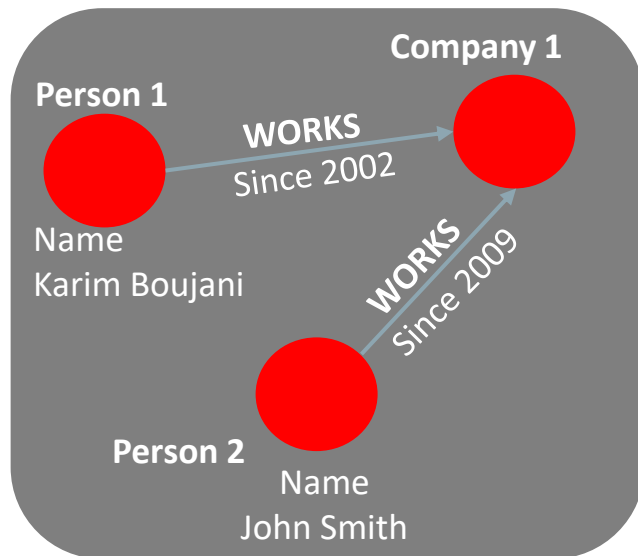 Company 1
Person 1
WORKS
Since 2002
Name
Karim Boujani
WORKS
Since 2009
Person 2
Name
John Smith